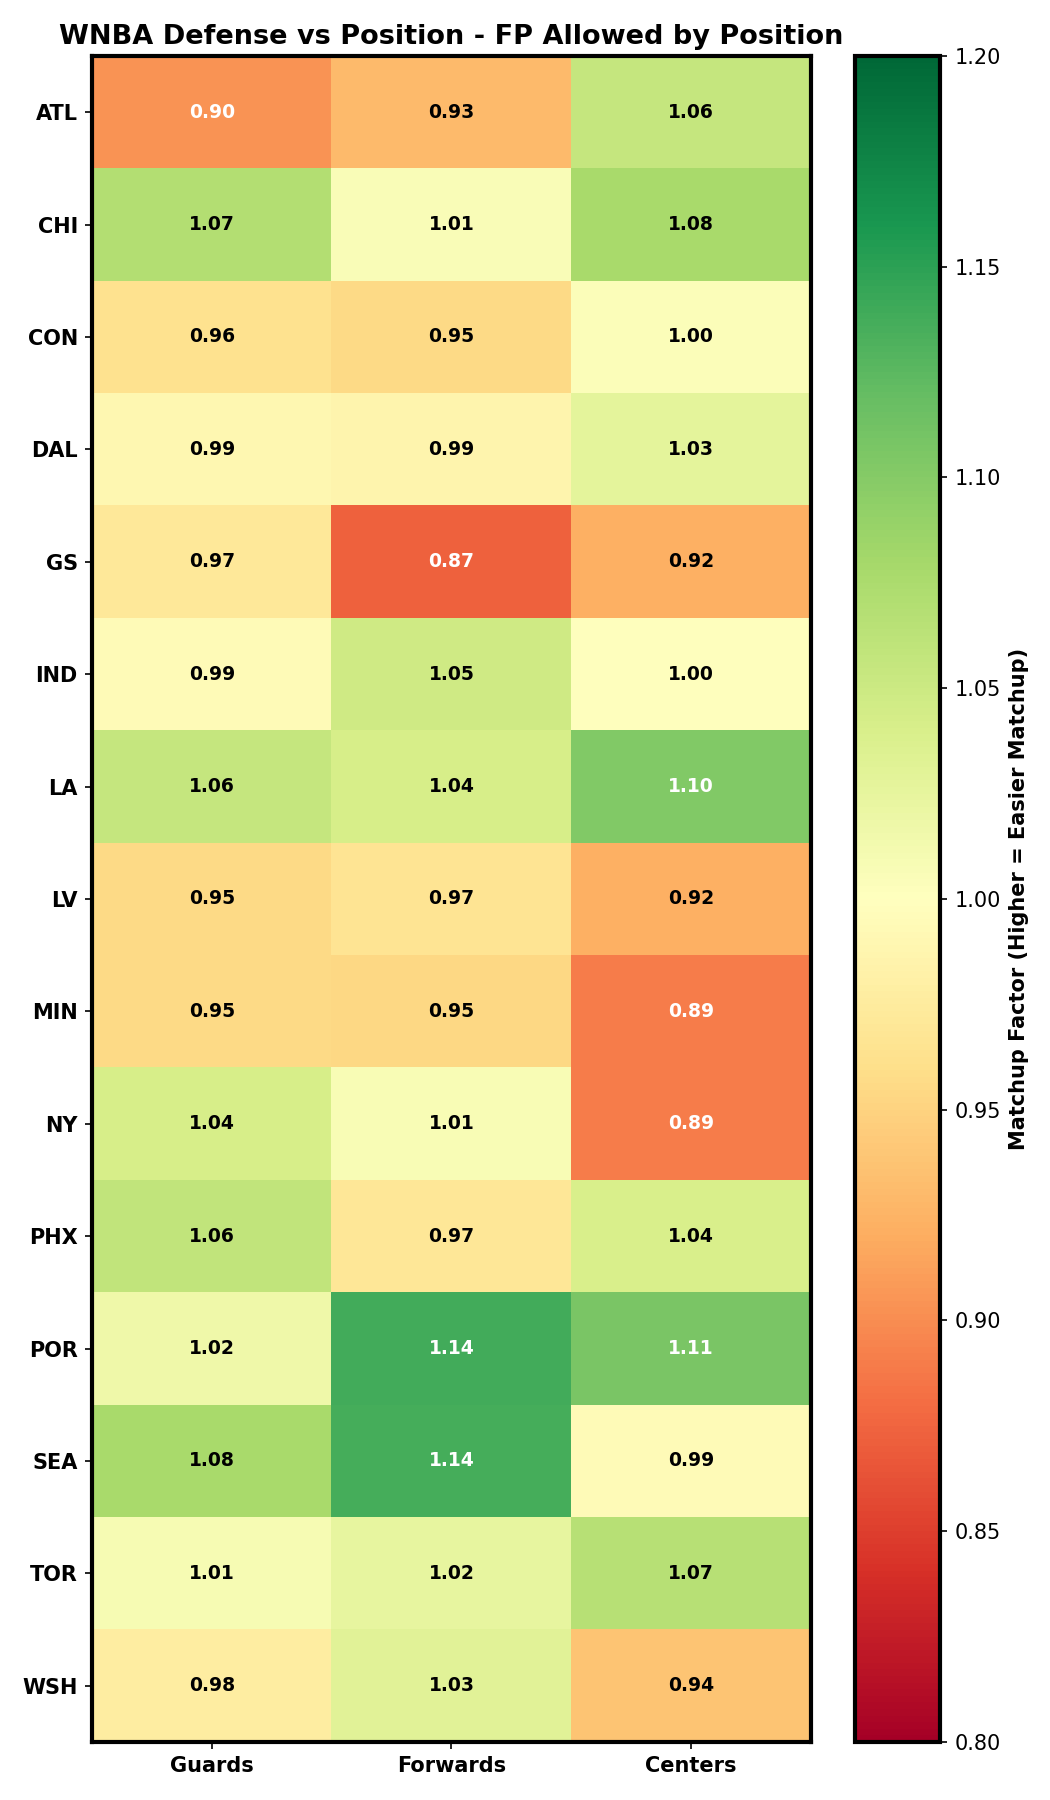 WNBA Defense vs Position - FP Allowed by Position
ATL 0.90 0.93 1.06
CHI 1.07 1.01 1.08
CON 0.96 0.95 1.00
DAL 0.99 0.99 1.03
GS 0.97 0.87 0.92
IND 0.99 1.05 1.00
LA 1.06 1.04 1.10
LV 0.95 0.97 0.92
MIN 0.95 0.95 0.89
NY 1.04 1.01 0.89
PHX 1.06 0.97 1.04
POR 1.02 1.14 1.11
SEA 1.08 1.14 0.99
TOR 1.01 1.02 1.07
WSH 0.98 1.03 0.94
Guards Forwards Centers
1.20
1.15
1.10
1.05
1.00
0.95
0.90
0.85
0.80
Matchup Factor (Higher = Easier Matchup)